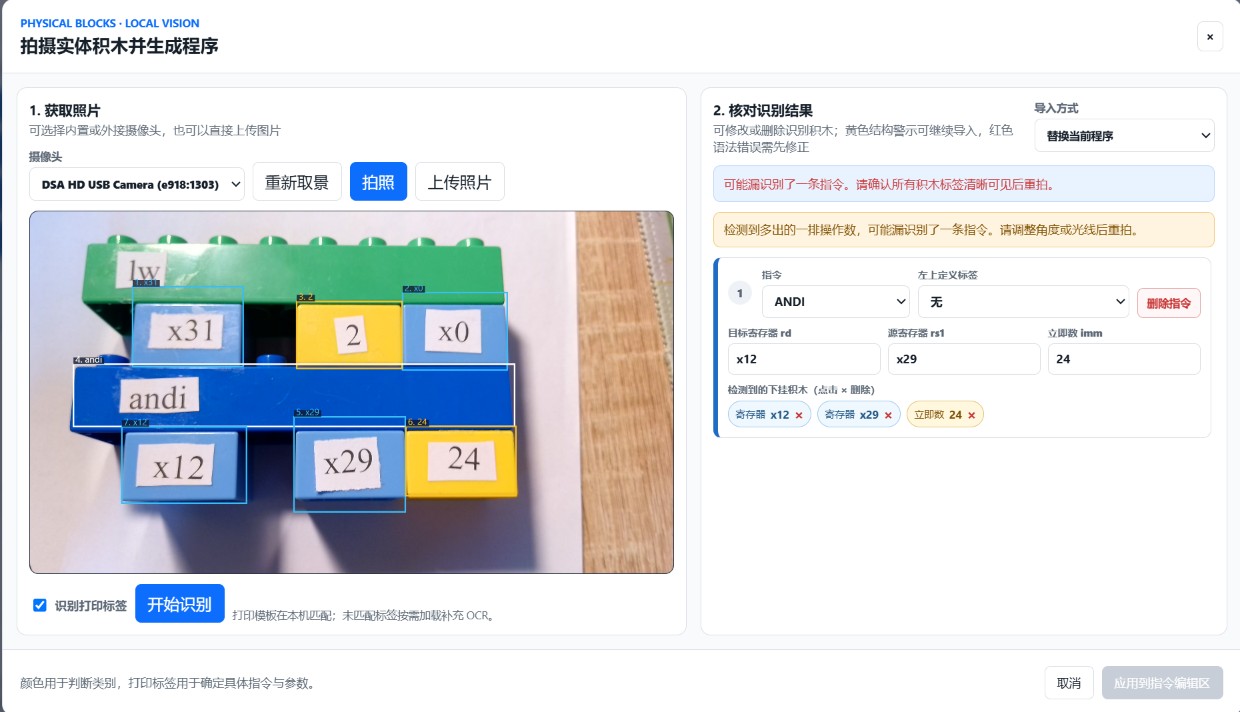 PHYSICAL BLOCKS · LOCAL VISION
拍摄实体积木并生成程序
×
1. 获取照片
可选择内置或外接摄像头，也可以直接上传图片
摄像头
DSA HD USB Camera (e918:1303)
重新取景
拍照
上传照片
lw
1. x31
3. 2
2. x0
x31
2
x0
4. andi
andi
7. x12
5. x29
6. 24
x12
x29
24
识别打印标签
开始识别
打印模板在本机匹配；未匹配标签按需加载补充 OCR。
2. 核对识别结果
可修改或删除识别积木；黄色结构警示可继续导入，红色
语法错误需先修正
导入方式
替换当前程序
可能漏识别了一条指令。请确认所有积木标签清晰可见后重拍。
检测到多出的一排操作数，可能漏识别了一条指令。请调整角度或光线后重拍。
1
指令
ANDI
左上定义标签
无
删除指令
目标寄存器 rd
x12
源寄存器 rs1
x29
立即数 imm
24
检测到的下挂积木（点击 × 删除）
寄存器 x12 ×
寄存器 x29 ×
立即数 24 ×
颜色用于判断类别，打印标签用于确定具体指令与参数。
取消
应用到指令编辑区